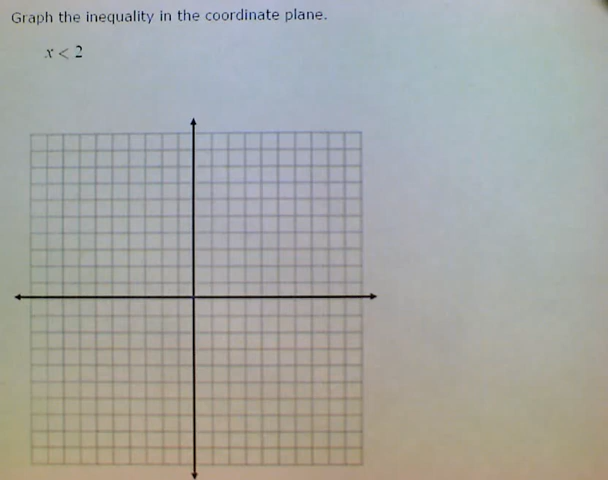 Graph the inequality in the coordinate plane.
x < 2